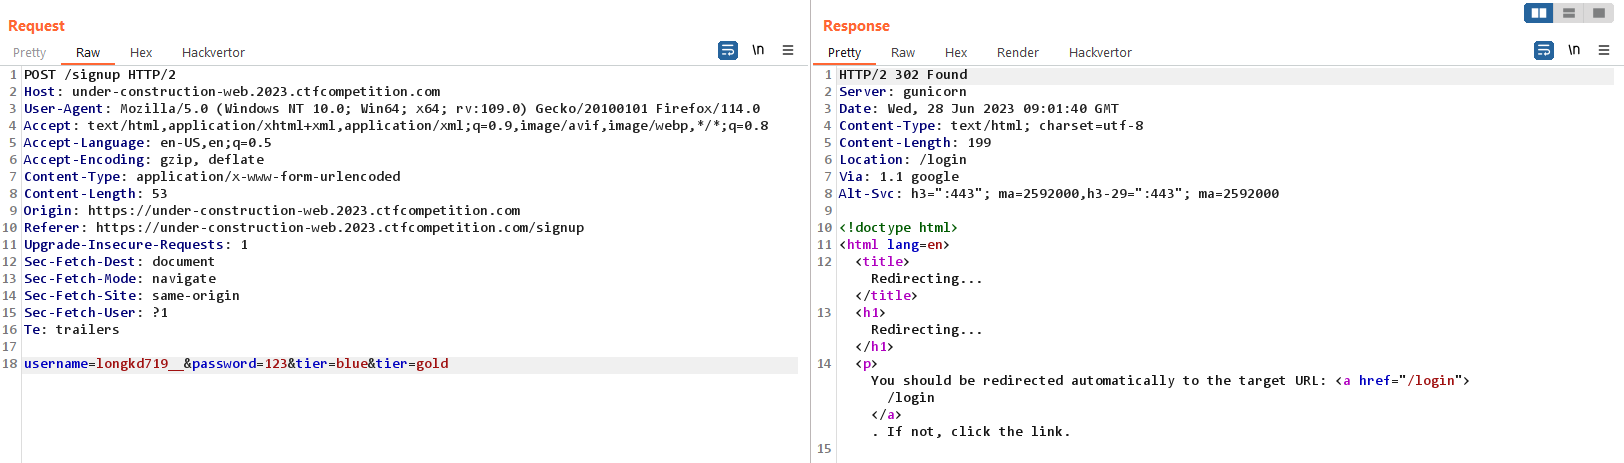 Request
Pretty Raw Hex Hackvertor
\n
1 POST /signup HTTP/2
2 Host: under-construction-web.2023.ctfcompetition.com
3 User-Agent: Mozilla/5.0 (Windows NT 10.0; Win64; x64; rv:109.0) Gecko/20100101 Firefox/114.0
4 Accept: text/html,application/xhtml+xml,application/xml;q=0.9,image/avif,image/webp,*/*;q=0.8
5 Accept-Language: en-US,en;q=0.5
6 Accept-Encoding: gzip, deflate
7 Content-Type: application/x-www-form-urlencoded
8 Content-Length: 53
9 Origin: https://under-construction-web.2023.ctfcompetition.com
10 Referer: https://under-construction-web.2023.ctfcompetition.com/signup
11 Upgrade-Insecure-Requests: 1
12 Sec-Fetch-Dest: document
13 Sec-Fetch-Mode: navigate
14 Sec-Fetch-Site: same-origin
15 Sec-Fetch-User: ?1
16 Te: trailers
17
18 username=longkd719__&password=123&tier=blue&tier=gold
Response
Pretty Raw Hex Render Hackvertor
\n
1 HTTP/2 302 Found
2 Server: gunicorn
3 Date: Wed, 28 Jun 2023 09:01:40 GMT
4 Content-Type: text/html; charset=utf-8
5 Content-Length: 199
6 Location: /login
7 Via: 1.1 google
8 Alt-Svc: h3=":443"; ma=2592000,h3-29=":443"; ma=2592000
9
10 <!doctype html>
11 <html lang=en>
12 <title>
Redirecting...
</title>
13 <h1>
Redirecting...
</h1>
14 <p>
You should be redirected automatically to the target URL: <a href="/login">
/login
</a>
. If not, click the link.
15